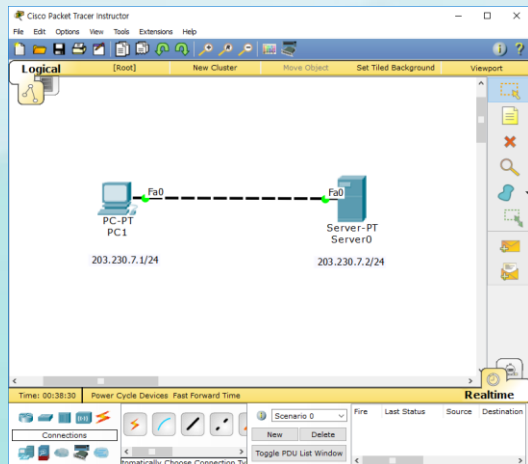 Cisco Packet Tracer Instructor
File Edit Options View Tools Extensions Help
Logical [Root] New Cluster Move Object Set Tiled Background Viewport
Fa0 Fa0
PC-PT
PC1
Server-PT
Server0
203.230.7.1/24
203.230.7.2/24
Time: 00:38:30 Power Cycle Devices Fast Forward Time Realtime
Scenario 0
Fire Last Status Source Destination
Connections
New Delete
Toggle PDU List Window